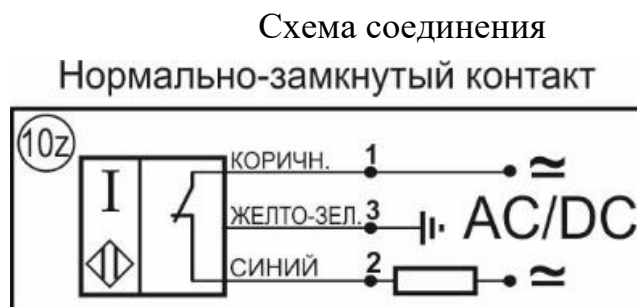 Схема соединения
Нормально-замкнутый контакт
10z
I
КОРИЧН. 1 ≃
ЖЕЛТО-ЗЕЛ. 3 AC/DC
СИНИЙ 2 ≃